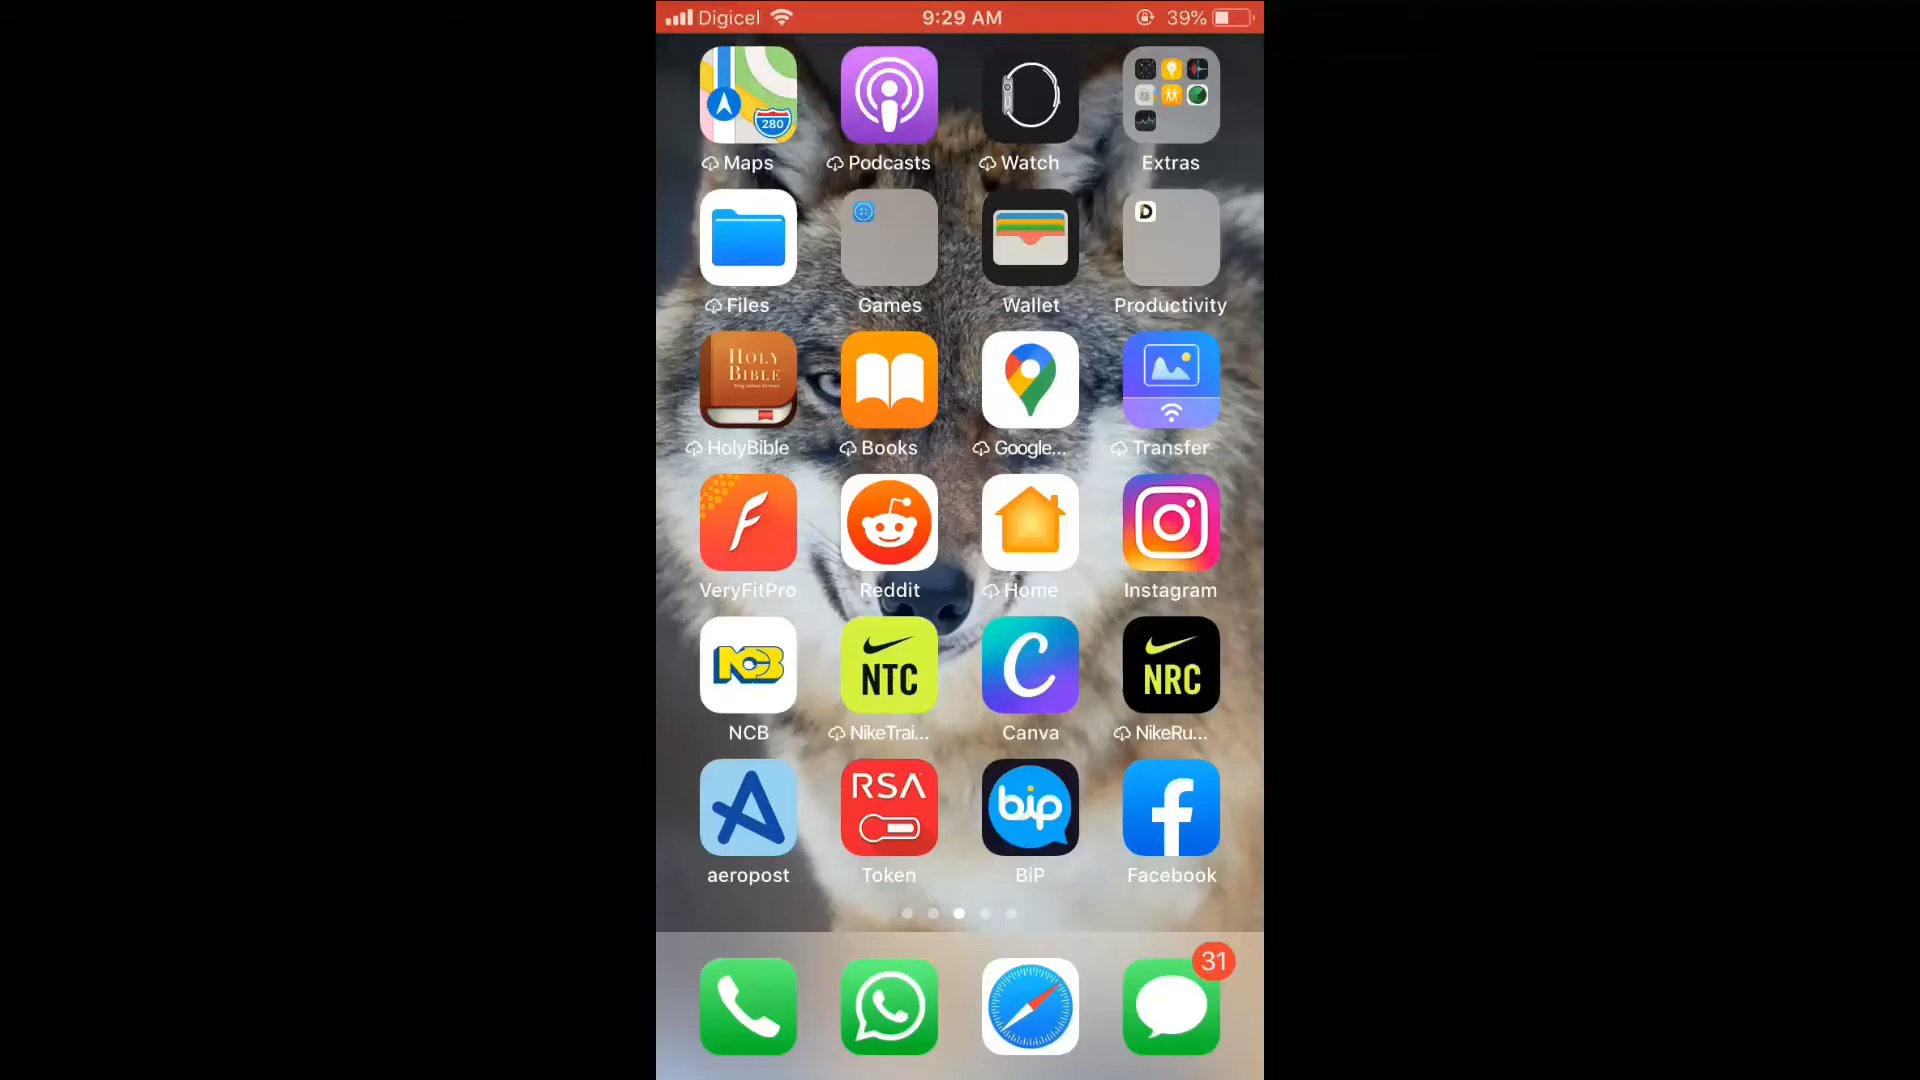 Digicel 9:29 AM 39%
280
Maps Podcasts Watch Extras
D
Files Games Wallet Productivity
HOLY
BIBLE
HolyBible Books Google... Transfer
VeryFitPro Reddit Home Instagram
NCB NTC C NRC
NCB NikeTrai... Canva NikeRu...
RSA bip
aeropost Token BiP Facebook
31